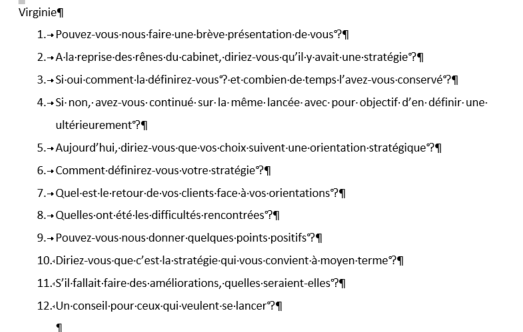 Virginie¶
1.→Pouvez-vous·nous·faire·une·brève·présentation·de·vous°?¶
2.→A·la·reprise·des·rênes·du·cabinet,·diriez-vous·qu'il·y·avait·une·stratégie°?¶
3.→Si·oui·comment·la·définirez-vous°?·et·combien·de·temps·l'avez-vous·conservé°?¶
4.→Si·non,·avez-vous·continué·sur·la·même·lancée·avec·pour·objectif·d'en·définir·une·
ultérieurement°?¶
5.→Aujourd'hui,·diriez-vous·que·vos·choix·suivent·une·orientation·stratégique°?¶
6.→Comment·définirez-vous·votre·stratégie°?¶
7.→Quel·est·le·retour·de·vos·clients·face·à·vos·orientations°?¶
8.→Quelles·ont·été·les·difficultés·rencontrées°?¶
9.→Pouvez-vous·nous·donner·quelques·points·positifs°?¶
10.Diriez-vous·que·c'est·la·stratégie·qui·vous·convient·à·moyen·terme°?¶
11.S'il·fallait·faire·des·améliorations,·quelles·seraient-elles°?¶
12.Un·conseil·pour·ceux·qui·veulent·se·lancer°?¶
¶